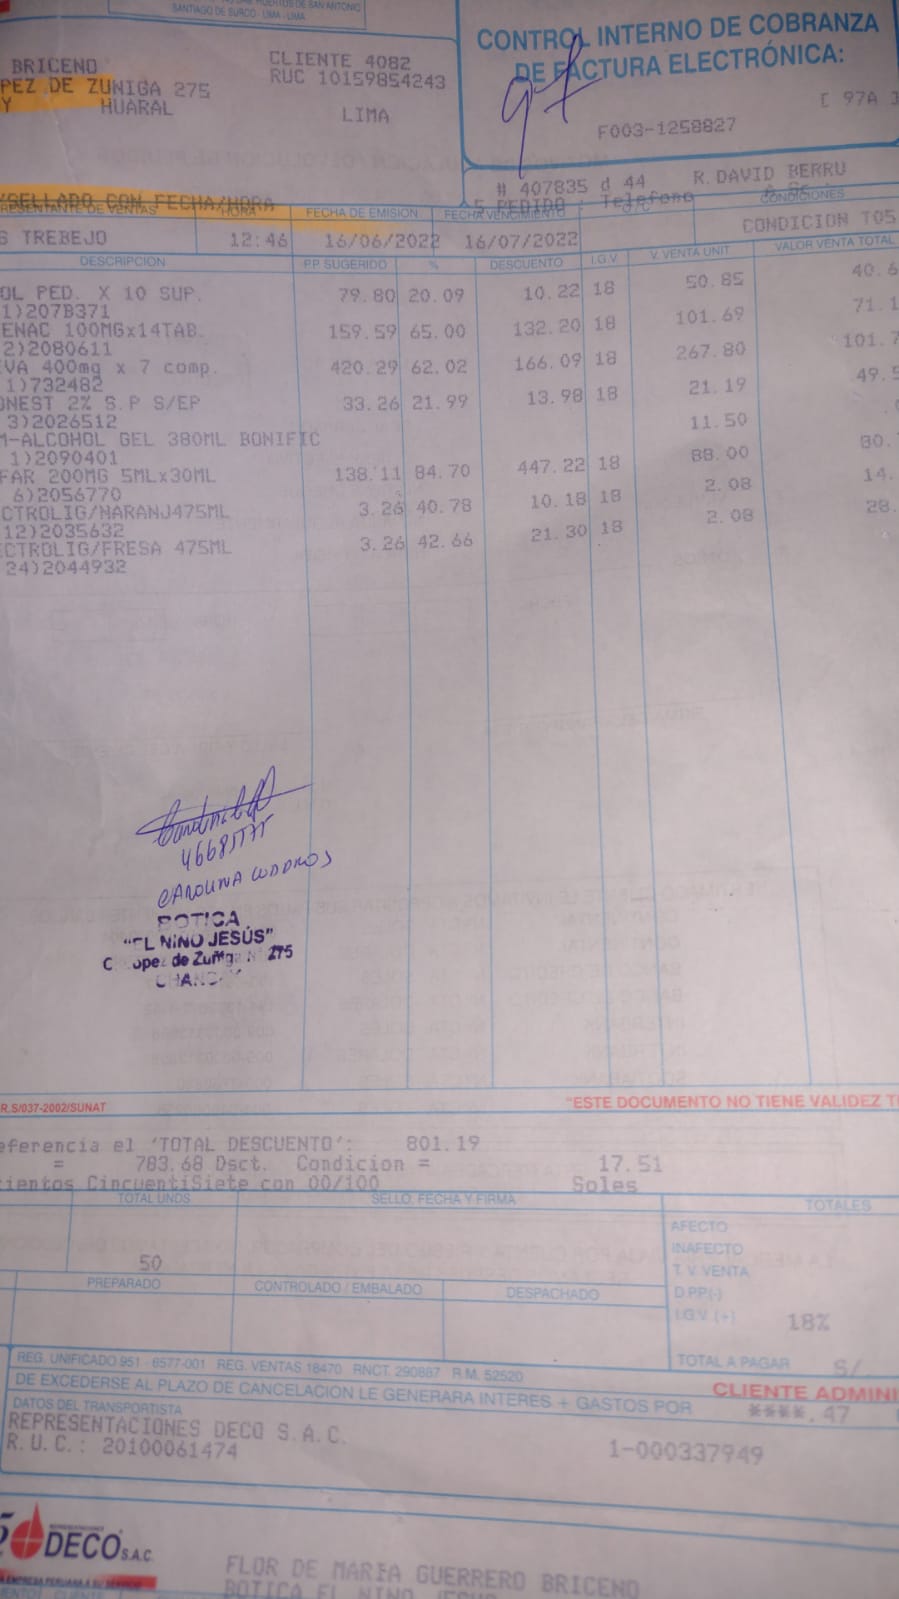 SANTIAGO DE SURCO - LIMA - LIMA
CONTROL INTERNO DE COBRANZA
DE FACTURA ELECTRÓNICA:
[ 97A ]
F003-1258827
BRICENO
CLIENTE 4082
PEZ DE ZUNIGA 275
RUC 10159854243
Y HUARAL
LIMA
# 407835 d 44 R.DAVID BERRU
/SELLADO CON FECHA/HORA
PEDIDO : Telefono
PRESENTANTE DE VENTAS HORA FECHA DE EMISION FECHA VENCIMIENTO CONDICIONES
S TREBEJO 12:46 16/06/2022 16/07/2022 CONDICION T05
DESCRIPCION PP SUGERIDO % DESCUENTO I.G.V V. VENTA UNIT VALOR VENTA TOTAL
OL PED. X 10 SUP. 79.80 20.09 10.22 18 50.85 40.6
1)207B371
ENAC 100MGx14TAB. 159.59 65.00 132.20 18 101.69 71.1
2)2080611
EVA 400mg x 7 comp. 420.29 62.02 166.09 18 267.80 101.7
1)732482
ONEST 2% S.P S/EP 33.26 21.99 13.98 18 21.19 49.5
3)2026512
M-ALCOHOL GEL 380ML BONIFIC 11.50
1)2090401
FAR 200MG 5MLx30ML 138.11 84.70 447.22 18 88.00 80.
6)2056770
CTROLIG/NARANJ475ML 3.26 40.78 10.18 18 2.08 14.
12)2035632
ECTROLIG/FRESA 475ML 3.26 42.66 21.30 18 2.08 28.
24)2044932
CAROLINA
BOTICA
"EL NIÑO JESÚS"
275
R.S/037-2002/SUNAT
"ESTE DOCUMENTO NO TIENE VALIDEZ T
eferencia el 'TOTAL DESCUENTO': 801.19
= 783.68 Dsct. Condicion = 17.51
cientos CincuentiSiete con 00/100 Soles
TOTAL UNDS SELLO, FECHA Y FIRMA TOTALES
AFECTO
INAFECTO
50
T. V. VENTA
PREPARADO CONTROLADO / EMBALADO DESPACHADO
D.PP.(-)
I.G.V. (+) 18%
TOTAL A PAGAR S/
REG. UNIFICADO 951 - 6577-001 REG. VENTAS 18470 RNCT. 290887 R.M. 52520
DE EXCEDERSE AL PLAZO DE CANCELACION LE GENERARA INTERES + GASTOS POR
CLIENTE ADMINI
DATOS DEL TRANSPORTISTA
****.47
REPRESENTACIONES DECO S.A.C.
R.U.C.: 20100061474
1-000337949
DECO S.A.C.
FLOR DE MARIA GUERRERO BRICENO
BOTICA EL NINO JESUS